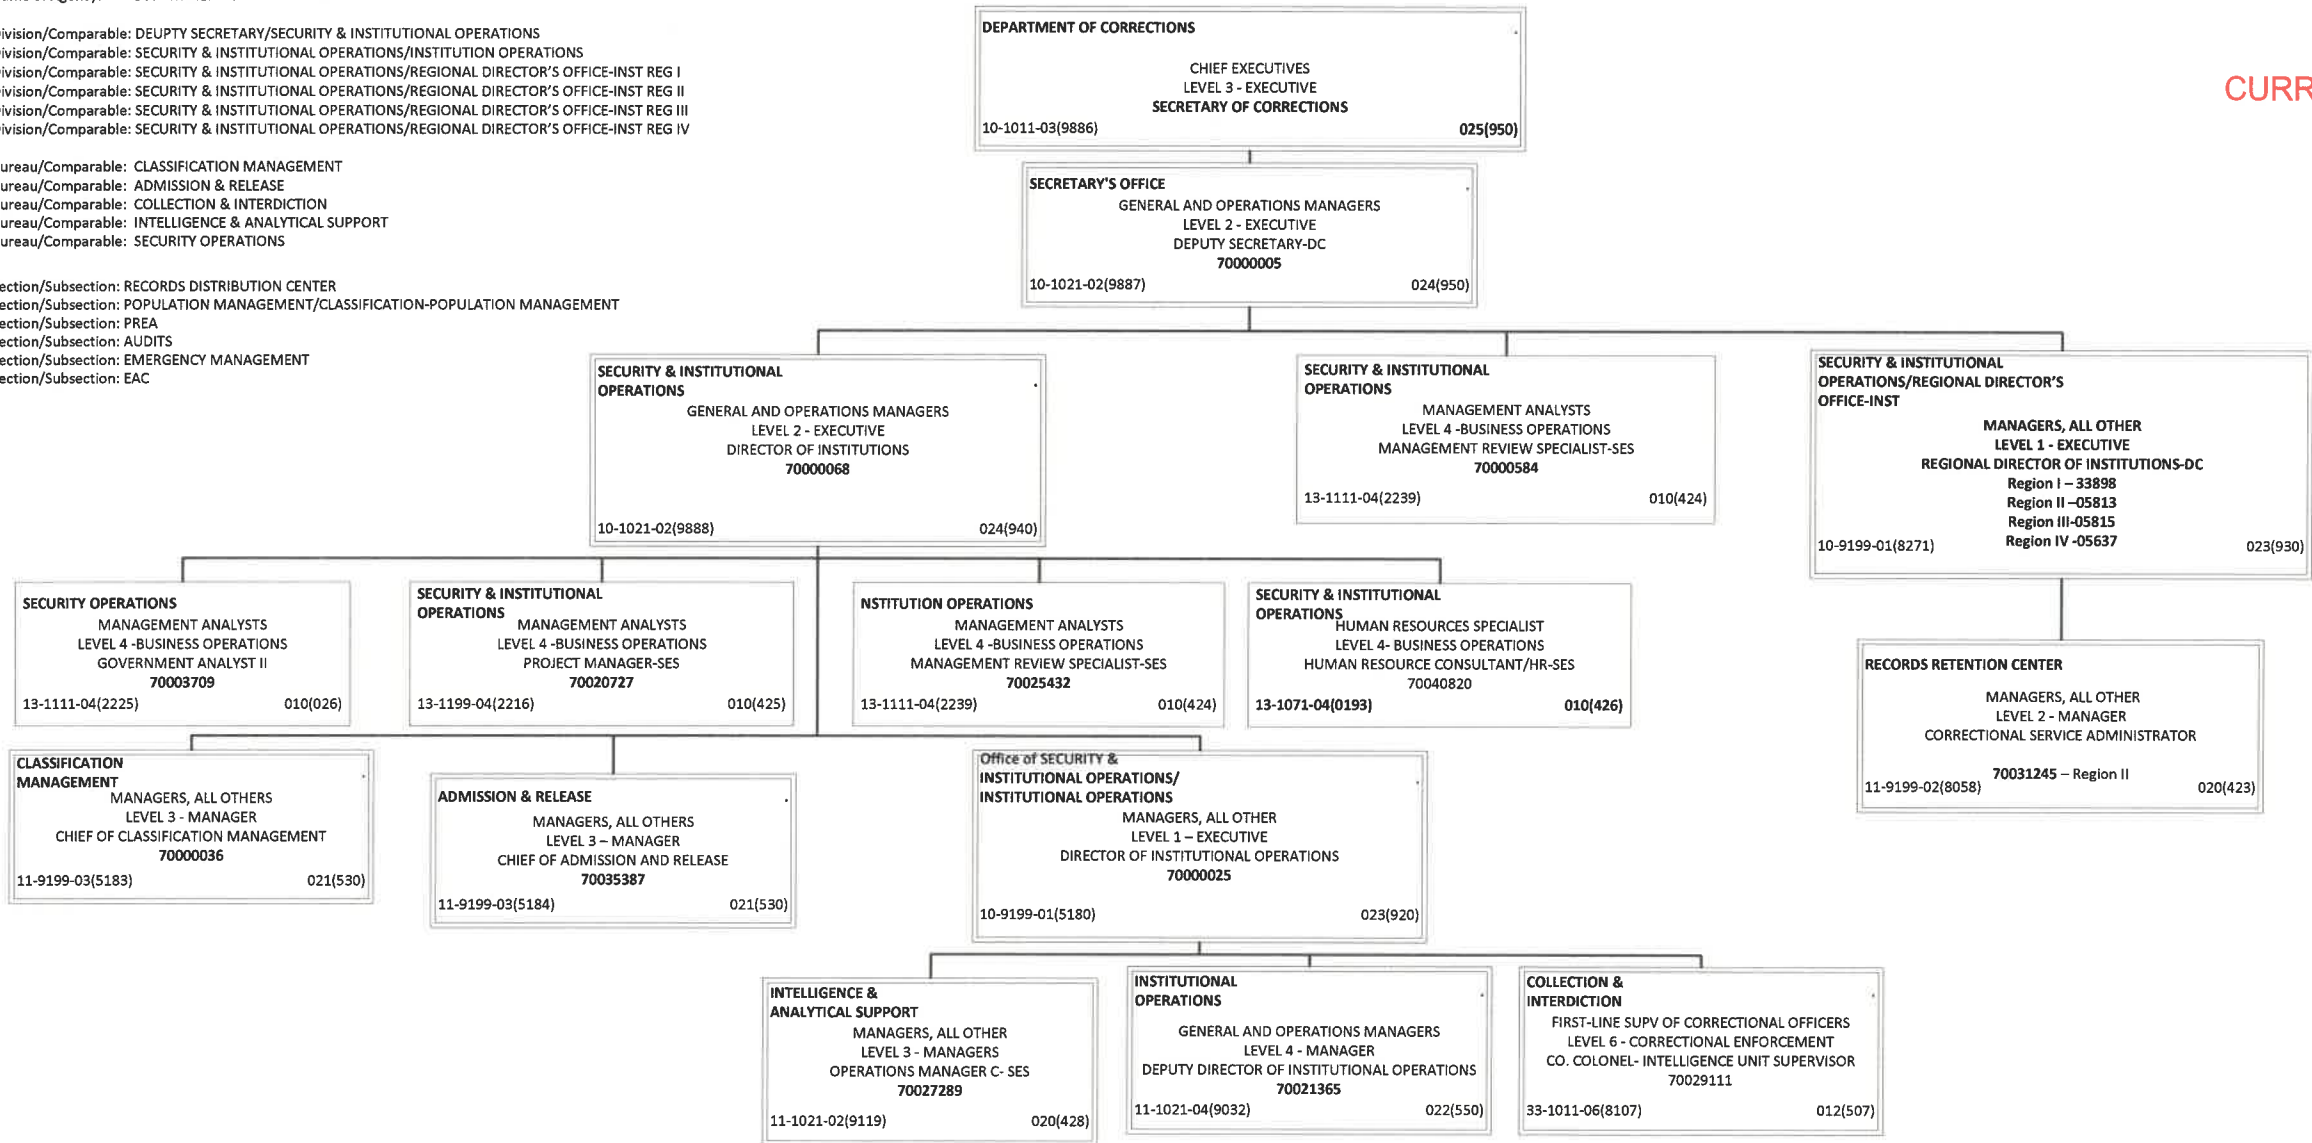 ivision/Comparable: DEUPTY SECRETARY/SECURITY & INSTITUTIONAL OPERATIONS
ivision/Comparable: SECURITY & INSTITUTIONAL OPERATIONS/INSTITUTION OPERATIONS
ivision/Comparable: SECURITY & INSTITUTIONAL OPERATIONS/REGIONAL DIRECTOR'S OFFICE-INST REG I
ivision/Comparable: SECURITY & INSTITUTIONAL OPERATIONS/REGIONAL DIRECTOR'S OFFICE-INST REG II
ivision/Comparable: SECURITY & INSTITUTIONAL OPERATIONS/REGIONAL DIRECTOR'S OFFICE-INST REG III
ivision/Comparable: SECURITY & INSTITUTIONAL OPERATIONS/REGIONAL DIRECTOR'S OFFICE-INST REG IV
ureau/Comparable: CLASSIFICATION MANAGEMENT
ureau/Comparable: ADMISSION & RELEASE
ureau/Comparable: COLLECTION & INTERDICTION
ureau/Comparable: INTELLIGENCE & ANALYTICAL SUPPORT
ureau/Comparable: SECURITY OPERATIONS
ection/Subsection: RECORDS DISTRIBUTION CENTER
ection/Subsection: POPULATION MANAGEMENT/CLASSIFICATION-POPULATION MANAGEMENT
ection/Subsection: PREA
ection/Subsection: AUDITS
ection/Subsection: EMERGENCY MANAGEMENT
ection/Subsection: EAC
CURR
DEPARTMENT OF CORRECTIONS
CHIEF EXECUTIVES
LEVEL 3 - EXECUTIVE
SECRETARY OF CORRECTIONS
10-1011-03(9886) 025(950)
SECRETARY'S OFFICE
GENERAL AND OPERATIONS MANAGERS
LEVEL 2 - EXECUTIVE
DEPUTY SECRETARY-DC
70000005
10-1021-02(9887) 024(950)
SECURITY & INSTITUTIONAL
OPERATIONS
GENERAL AND OPERATIONS MANAGERS
LEVEL 2 - EXECUTIVE
DIRECTOR OF INSTITUTIONS
70000068
10-1021-02(9888) 024(940)
SECURITY & INSTITUTIONAL
OPERATIONS
MANAGEMENT ANALYSTS
LEVEL 4 -BUSINESS OPERATIONS
MANAGEMENT REVIEW SPECIALIST-SES
70000584
13-1111-04(2239) 010(424)
SECURITY & INSTITUTIONAL
OPERATIONS/REGIONAL DIRECTOR'S
OFFICE-INST
MANAGERS, ALL OTHER
LEVEL 1 - EXECUTIVE
REGIONAL DIRECTOR OF INSTITUTIONS-DC
Region I – 33898
Region II –05813
Region III-05815
Region IV -05637
10-9199-01(8271) 023(930)
SECURITY OPERATIONS
MANAGEMENT ANALYSTS
LEVEL 4 -BUSINESS OPERATIONS
GOVERNMENT ANALYST II
70003709
13-1111-04(2225) 010(026)
SECURITY & INSTITUTIONAL
OPERATIONS
MANAGEMENT ANALYSTS
LEVEL 4 -BUSINESS OPERATIONS
PROJECT MANAGER-SES
70020727
13-1199-04(2216) 010(425)
NSTITUTION OPERATIONS
MANAGEMENT ANALYSTS
LEVEL 4 -BUSINESS OPERATIONS
MANAGEMENT REVIEW SPECIALIST-SES
70025432
13-1111-04(2239) 010(424)
SECURITY & INSTITUTIONAL
OPERATIONS
HUMAN RESOURCES SPECIALIST
LEVEL 4- BUSINESS OPERATIONS
HUMAN RESOURCE CONSULTANT/HR-SES
70040820
13-1071-04(0193) 010(426)
RECORDS RETENTION CENTER
MANAGERS, ALL OTHER
LEVEL 2 - MANAGER
CORRECTIONAL SERVICE ADMINISTRATOR
70031245 – Region II
11-9199-02(8058) 020(423)
CLASSIFICATION
MANAGEMENT
MANAGERS, ALL OTHERS
LEVEL 3 - MANAGER
CHIEF OF CLASSIFICATION MANAGEMENT
70000036
11-9199-03(5183) 021(530)
ADMISSION & RELEASE
MANAGERS, ALL OTHERS
LEVEL 3 – MANAGER
CHIEF OF ADMISSION AND RELEASE
70035387
11-9199-03(5184) 021(530)
Office of SECURITY &
INSTITUTIONAL OPERATIONS/
INSTITUTIONAL OPERATIONS
MANAGERS, ALL OTHER
LEVEL 1 – EXECUTIVE
DIRECTOR OF INSTITUTIONAL OPERATIONS
70000025
10-9199-01(5180) 023(920)
INTELLIGENCE &
ANALYTICAL SUPPORT
MANAGERS, ALL OTHER
LEVEL 3 - MANAGERS
OPERATIONS MANAGER C- SES
70027289
11-1021-02(9119) 020(428)
INSTITUTIONAL
OPERATIONS
GENERAL AND OPERATIONS MANAGERS
LEVEL 4 - MANAGER
DEPUTY DIRECTOR OF INSTITUTIONAL OPERATIONS
70021365
11-1021-04(9032) 022(550)
COLLECTION &
INTERDICTION
FIRST-LINE SUPV OF CORRECTIONAL OFFICERS
LEVEL 6 - CORRECTIONAL ENFORCEMENT
CO. COLONEL- INTELLIGENCE UNIT SUPERVISOR
70029111
33-1011-06(8107) 012(507)